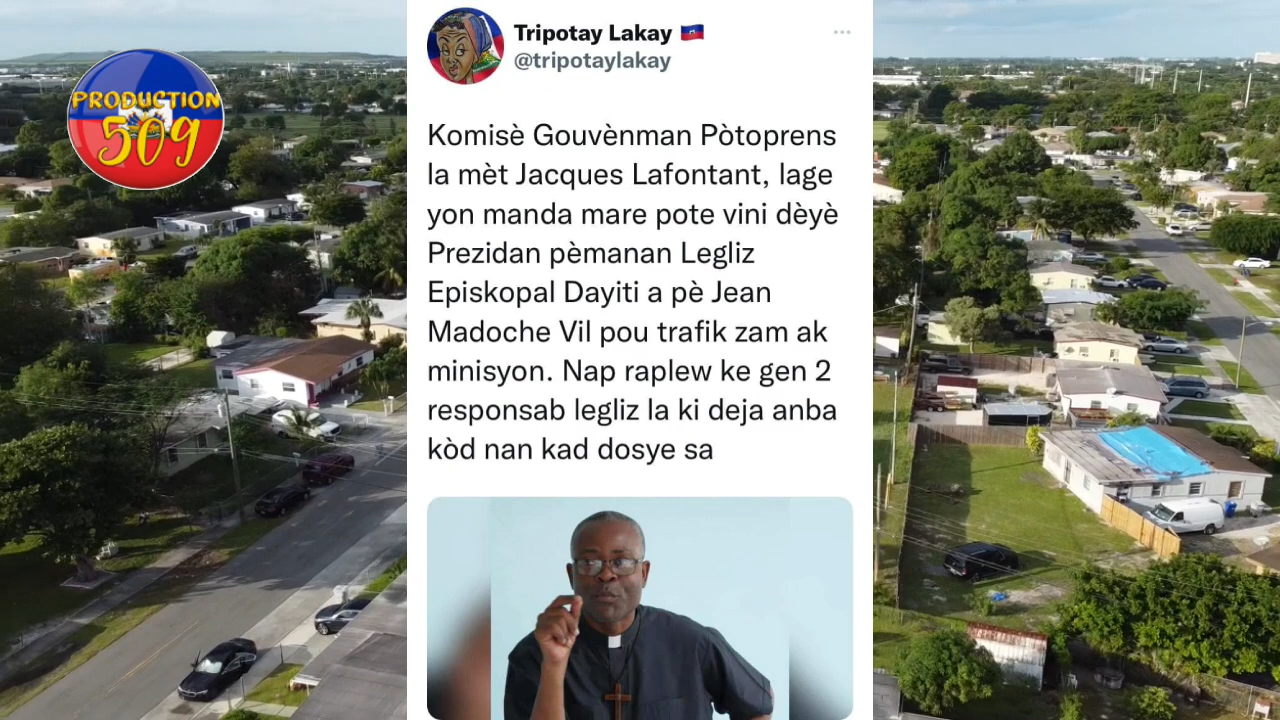 PRODUCTION
509
Tripotay Lakay 🇭🇹
@tripotaylakay
Komisè Gouvènman Pòtoprens
la mèt Jacques Lafontant, lage
yon manda mare pote vini dèyè
Prezidan pèmanan Legliz
Episkopal Dayiti a pè Jean
Madoche Vil pou trafik zam ak
minisyon. Nap raplew ke gen 2
responsab legliz la ki deja anba
kòd nan kad dosye sa